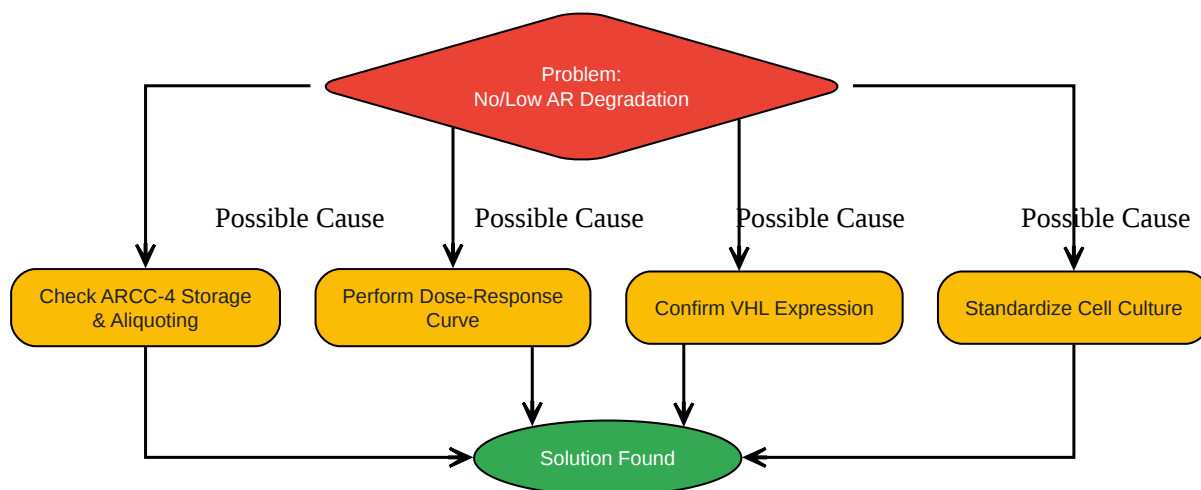 Problem:
No/Low AR Degradation
Possible Cause
Possible Cause
Possible Cause
Possible Cause
Check ARCC-4 Storage
& Aliquoting
Perform Dose-Response
Curve
Confirm VHL Expression
Standardize Cell Culture
Solution Found